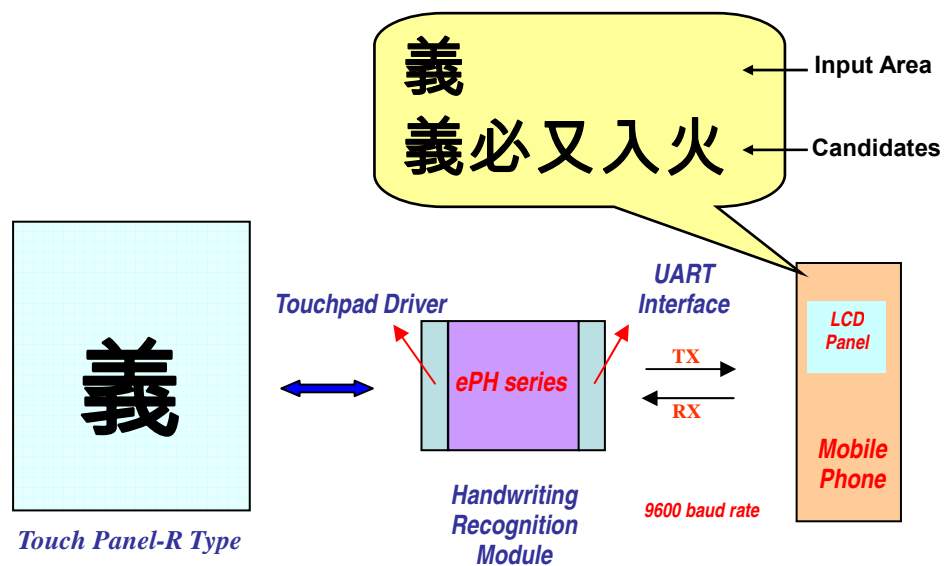 義
Input Area
義必又入火
Candidates
Touchpad Driver
UART
Interface
LCD
Panel
ePH series
TX
RX
義
Mobile
Phone
Handwriting
Recognition
Module
9600 baud rate
Touch Panel-R Type